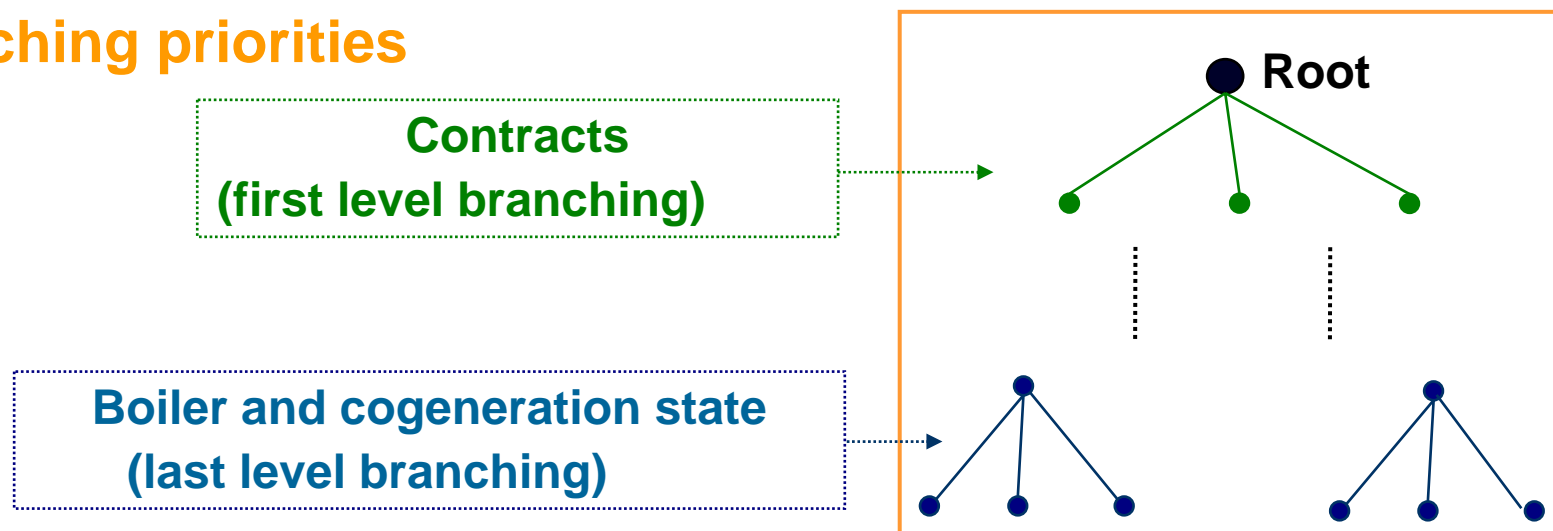 ching priorities
Root
Contracts
(first level branching)
Boiler and cogeneration state
(last level branching)